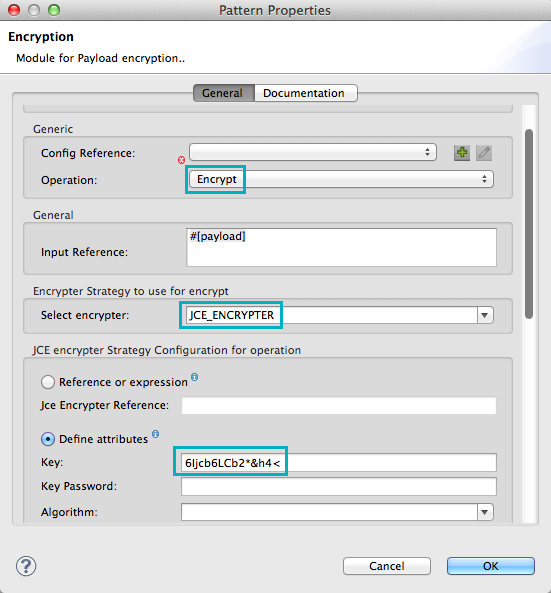 Pattern Properties
Encryption
Module for Payload encryption..
General Documentation
Generic
Config Reference:
Operation: Encrypt
General
Input Reference: #[payload]
Encrypter Strategy to use for encrypt
Select encrypter: JCE_ENCRYPTER
JCE encrypter Strategy Configuration for operation
Reference or expression
Jce Encrypter Reference:
Define attributes
Key: 6Ijcb6LCb2*&h4<
Key Password:
Algorithm:
? Cancel OK